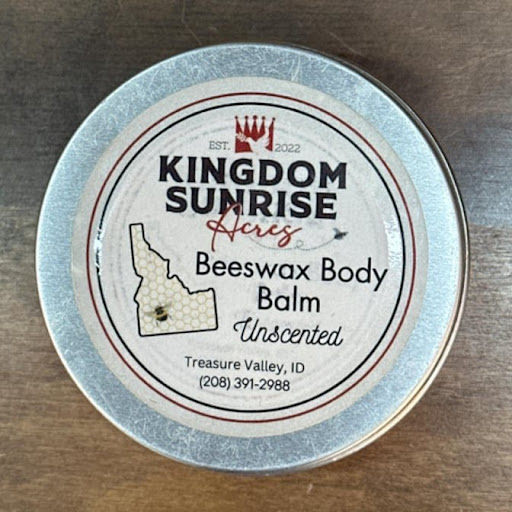 EST. 2022
KINGDOM
SUNRISE
Acres
Beeswax Body
Balm
Unscented
Treasure Valley, ID
(208) 391-2988